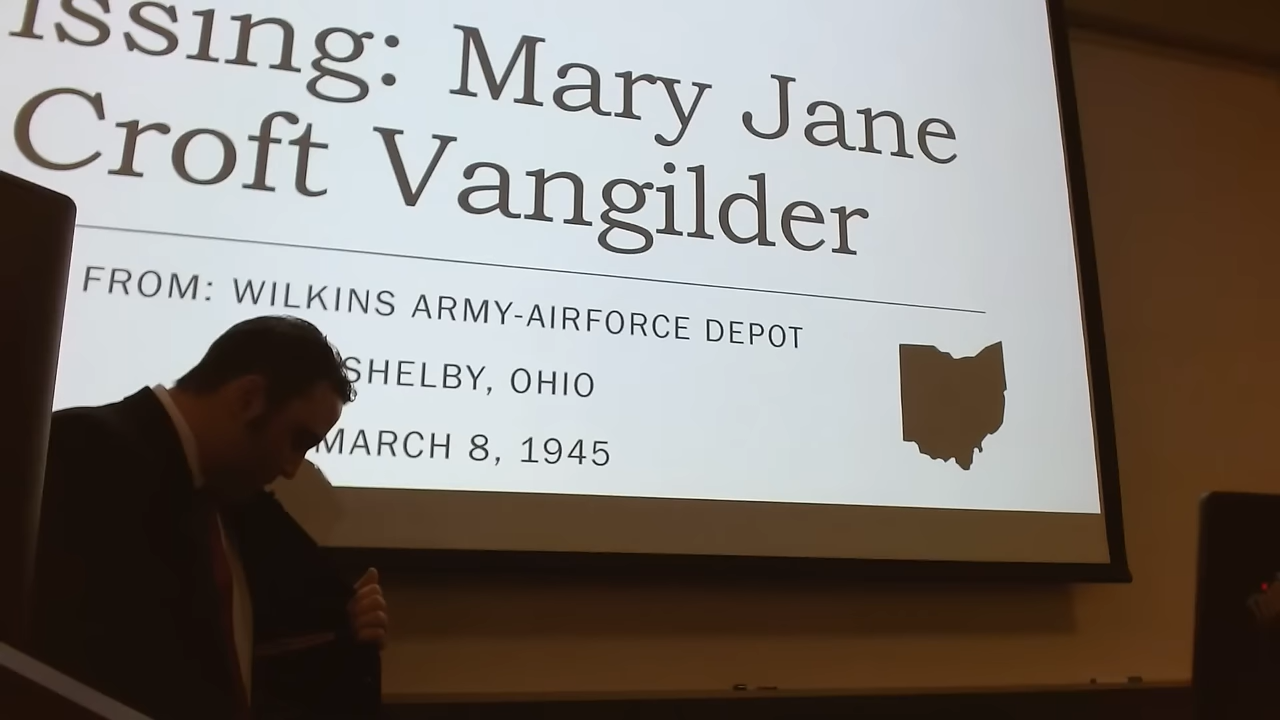 issing: Mary Jane
Croft Vangilder
FROM: WILKINS ARMY-AIRFORCE DEPOT
SHELBY, OHIO
MARCH 8, 1945